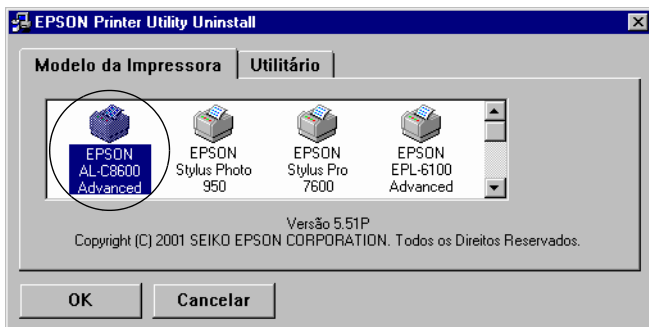 EPSON Printer Utility Uninstall
Modelo da Impressora
Utilitário
EPSON
AL-C8600
Advanced
EPSON
Stylus Photo
950
EPSON
Stylus Pro
7600
EPSON
EPL-6100
Advanced
Versão 5.51P
Copyright (C) 2001 SEIKO EPSON CORPORATION. Todos os Direitos Reservados.
OK
Cancelar